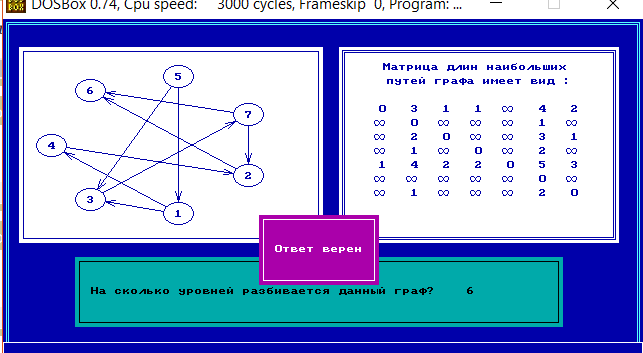 DOSBox 0.74, Cpu speed: 3000 cycles, Frameskip 0, Program: ...
Матрица длин наибольших
путей графа имеет вид :
0 3 1 1 ∞ 4 2
∞ 0 ∞ ∞ ∞ 1 ∞
∞ 2 0 ∞ ∞ 3 1
∞ 1 ∞ 0 ∞ 2 ∞
1 4 2 2 0 5 3
∞ ∞ ∞ ∞ ∞ 0 ∞
∞ 1 ∞ ∞ ∞ 2 0
5
6
7
4
2
3
1
Ответ верен
На сколько уровней разбивается данный граф? 6